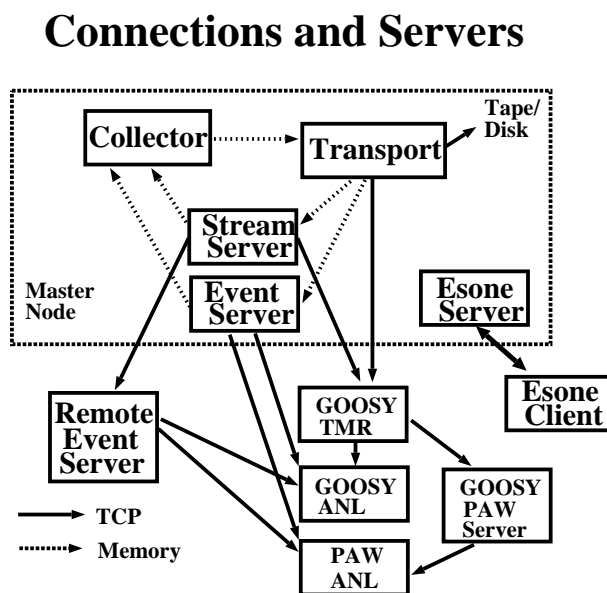 Connections and Servers
Collector
Transport
Tape/
Disk
Stream
Server
Event
Server
Master
Node
Esone
Server
Esone
Client
Remote
Event
Server
GOOSY
TMR
GOOSY
ANL
GOOSY
PAW
Server
PAW
ANL
TCP
Memory